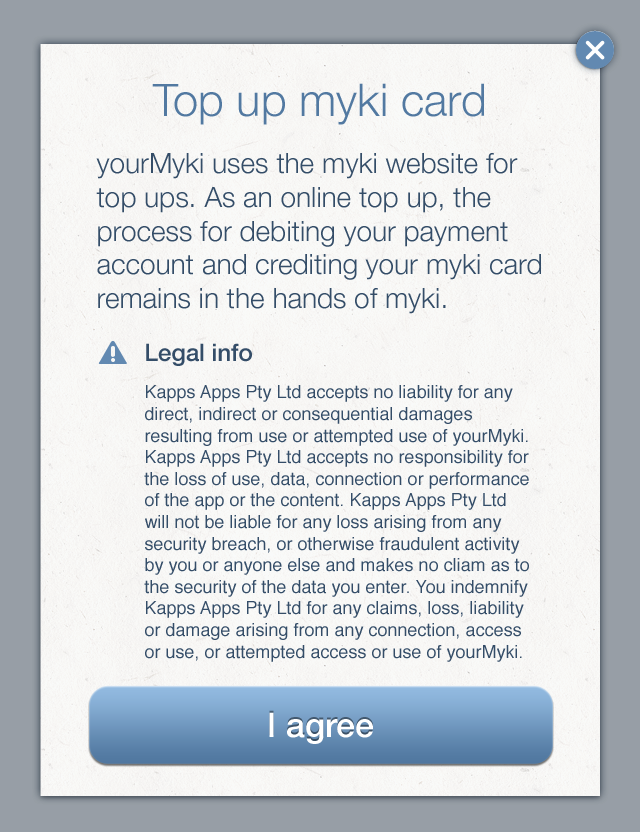 Top up myki card
yourMyki uses the myki website for
top ups. As an online top up, the
process for debiting your payment
account and crediting your myki card
remains in the hands of myki.
Legal info
Kapps Apps Pty Ltd accepts no liability for any
direct, indirect or consequential damages
resulting from use or attempted use of yourMyki.
Kapps Apps Pty Ltd accepts no responsibility for
the loss of use, data, connection or performance
of the app or the content. Kapps Apps Pty Ltd
will not be liable for any loss arising from any
security breach, or otherwise fraudulent activity
by you or anyone else and makes no cliam as to
the security of the data you enter. You indemnify
Kapps Apps Pty Ltd for any claims, loss, liability
or damage arising from any connection, access
or use, or attempted access or use of yourMyki.
I agree